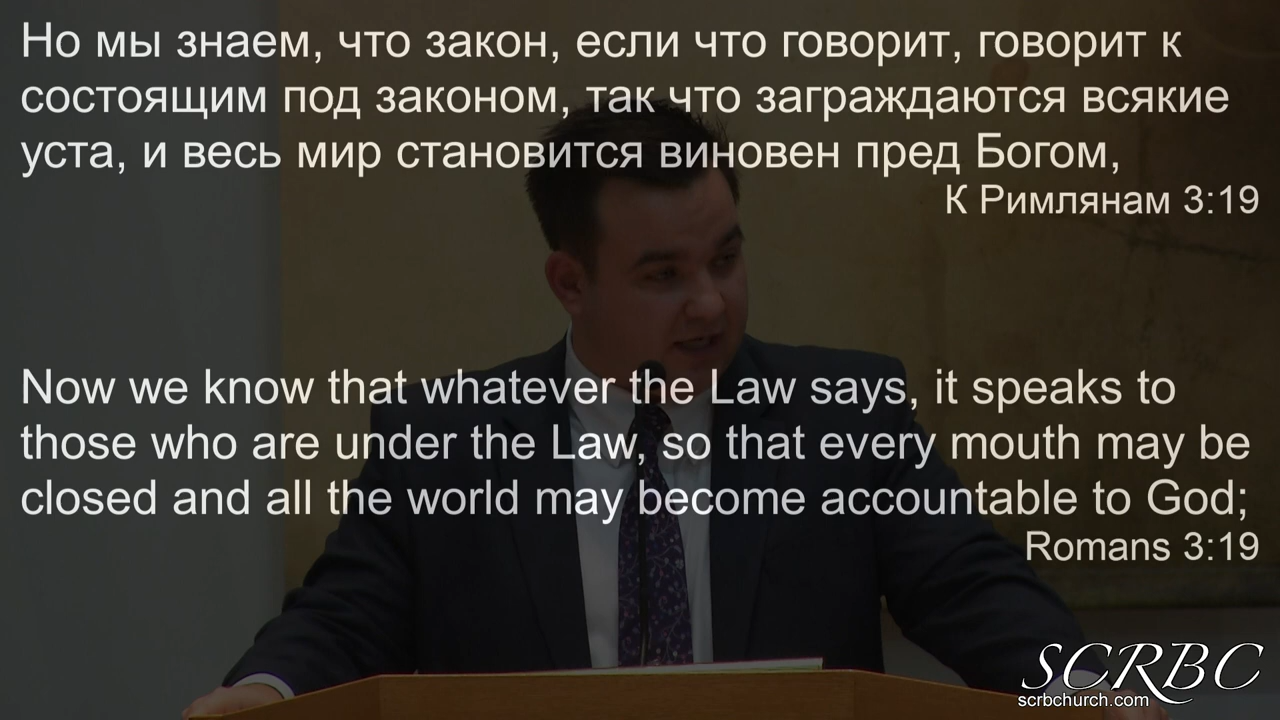 Но мы знаем, что закон, если что говорит, говорит к
состоящим под законом, так что заграждаются всякие
уста, и весь мир становится виновен пред Богом,
К Римлянам 3:19
Now we know that whatever the Law says, it speaks to
those who are under the Law, so that every mouth may be
closed and all the world may become accountable to God;
Romans 3:19
SCRBC
scrbchurch.com